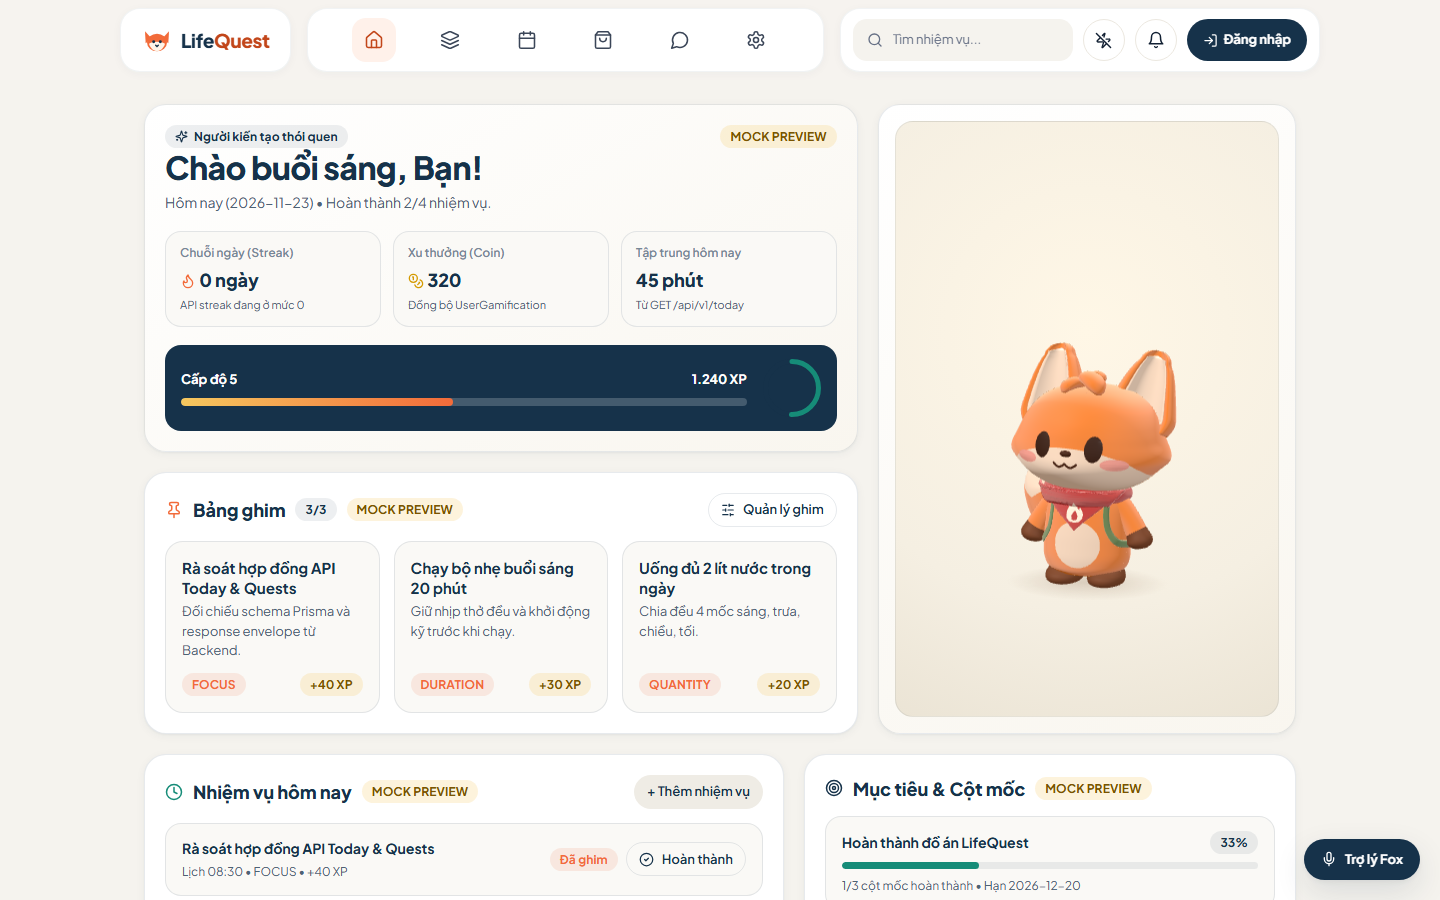 LifeQuest
Tìm nhiệm vụ...
Đăng nhập
Người kiến tạo thói quen
MOCK PREVIEW
Chào buổi sáng, Bạn!
Hôm nay (2026-11-23) • Hoàn thành 2/4 nhiệm vụ.
Chuỗi ngày (Streak)
0 ngày
API streak đang ở mức 0
Xu thưởng (Coin)
320
Đồng bộ UserGamification
Tập trung hôm nay
45 phút
Từ GET /api/v1/today
Cấp độ 5
1.240 XP
Bảng ghim
3/3
MOCK PREVIEW
Quản lý ghim
Rà soát hợp đồng API
Today & Quests
Đối chiếu schema Prisma và
response envelope từ
Backend.
FOCUS
+40 XP
Chạy bộ nhẹ buổi sáng
20 phút
Giữ nhịp thở đều và khởi động
kỹ trước khi chạy.
DURATION
+30 XP
Uống đủ 2 lít nước trong
ngày
Chia đều 4 mốc sáng, trưa,
chiều, tối.
QUANTITY
+20 XP
Nhiệm vụ hôm nay
MOCK PREVIEW
+ Thêm nhiệm vụ
Rà soát hợp đồng API Today & Quests
Lịch 08:30 • FOCUS • +40 XP
Đã ghim
Hoàn thành
Mục tiêu & Cột mốc
MOCK PREVIEW
Hoàn thành đồ án LifeQuest
33%
1/3 cột mốc hoàn thành • Hạn 2026-12-20
Trợ lý Fox